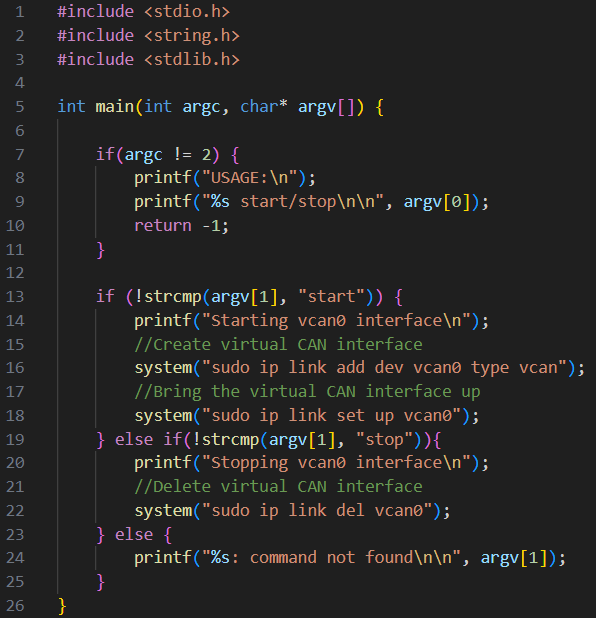 1 #include <stdio.h>
2 #include <string.h>
3 #include <stdlib.h>
4
5 int main(int argc, char* argv[]) {
6
7     if(argc != 2) {
8         printf("USAGE:\n");
9         printf("%s start/stop\n\n", argv[0]);
10         return -1;
11     }
12
13     if (!strcmp(argv[1], "start")) {
14         printf("Starting vcan0 interface\n");
15         //Create virtual CAN interface
16         system("sudo ip link add dev vcan0 type vcan");
17         //Bring the virtual CAN interface up
18         system("sudo ip link set up vcan0");
19     } else if(!strcmp(argv[1], "stop")){
20         printf("Stopping vcan0 interface\n");
21         //Delete virtual CAN interface
22         system("sudo ip link del vcan0");
23     } else {
24         printf("%s: command not found\n\n", argv[1]);
25     }
26 }